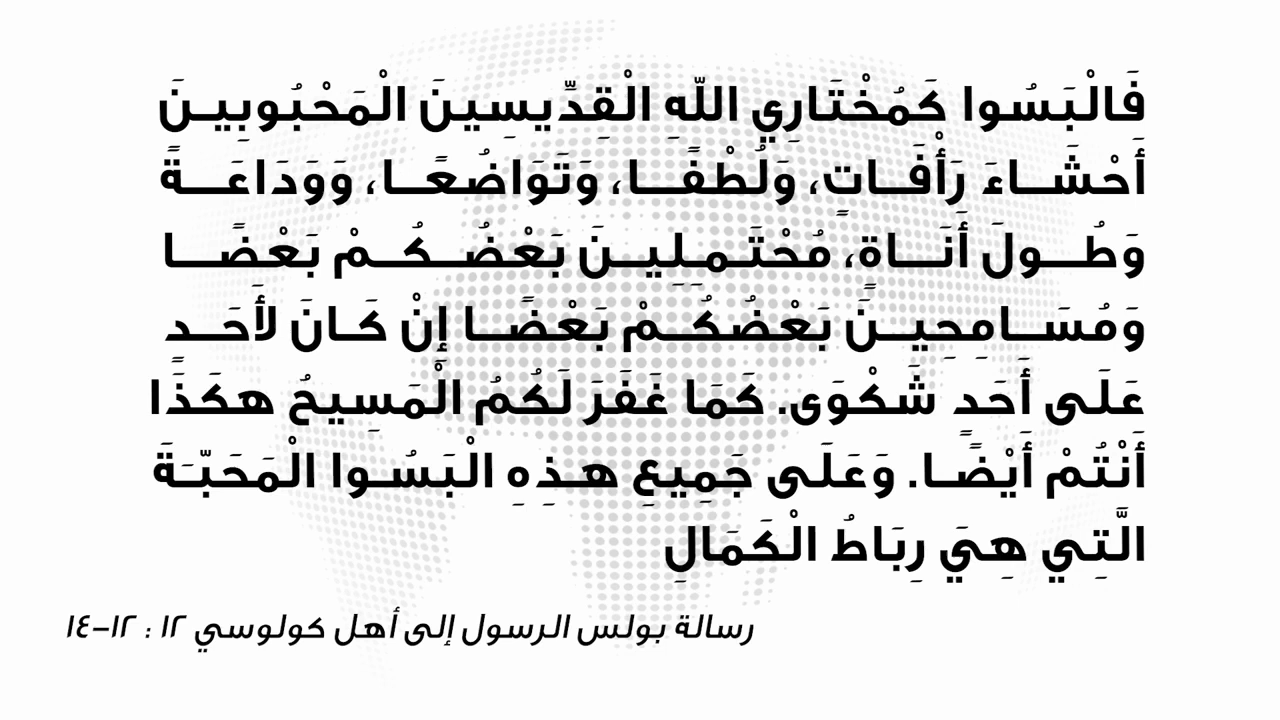 فَالْبَسُوا كَمُخْتَارِي اللّهِ الْقِدِّيسِينَ الْمَحْبُوبِينَ
أَحْشَاءَ رَأْفَاتٍ، وَلُطْفًا، وَتَوَاضُعًا، وَوَدَاعَةً
وَطُولَ أَنَاةٍ، مُحْتَمِلِينَ بَعْضُكُمْ بَعْضًا
وَمُسَامِحِينَ بَعْضُكُمْ بَعْضًا إِنْ كَانَ لأَحَدٍ
عَلَى أَحَدٍ شَكْوَى. كَمَا غَفَرَ لَكُمُ الْمَسِيحُ هكَذَا
أَنْتُمْ أَيْضًا. وَعَلَى جَمِيعِ هذِهِ الْبَسُوا الْمَحَبَّةَ
الَّتِي هِيَ رِبَاطُ الْكَمَالِ
رسالة بولس الرسول إلى أهل كولوسي ١٢ : ١٢-١٤